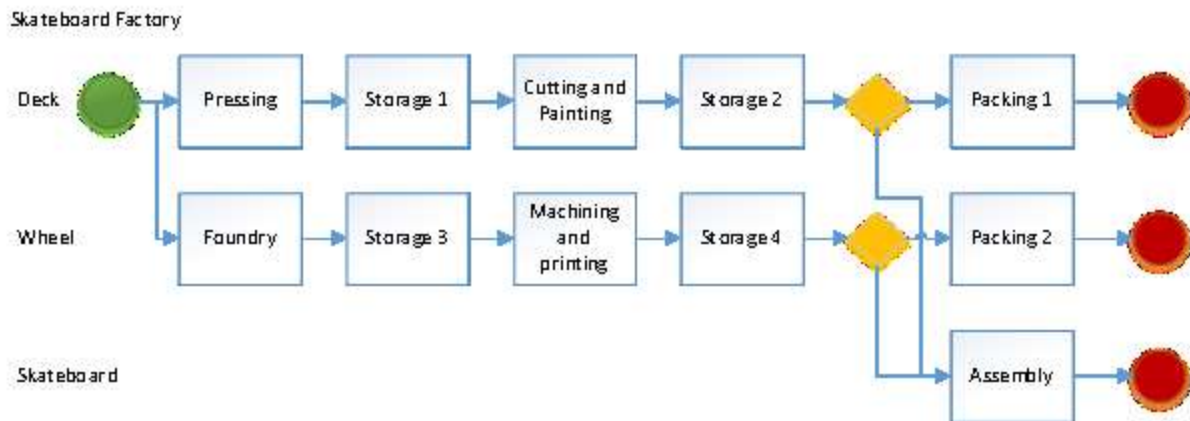 Skateboard Factory
Deck
Pressing
Storage 1
Cutting and
Painting
Storage 2
Packing 1
Wheel
Foundry
Storage 3
Machining
and
printing
Storage 4
Packing 2
Skateboard
Assembly